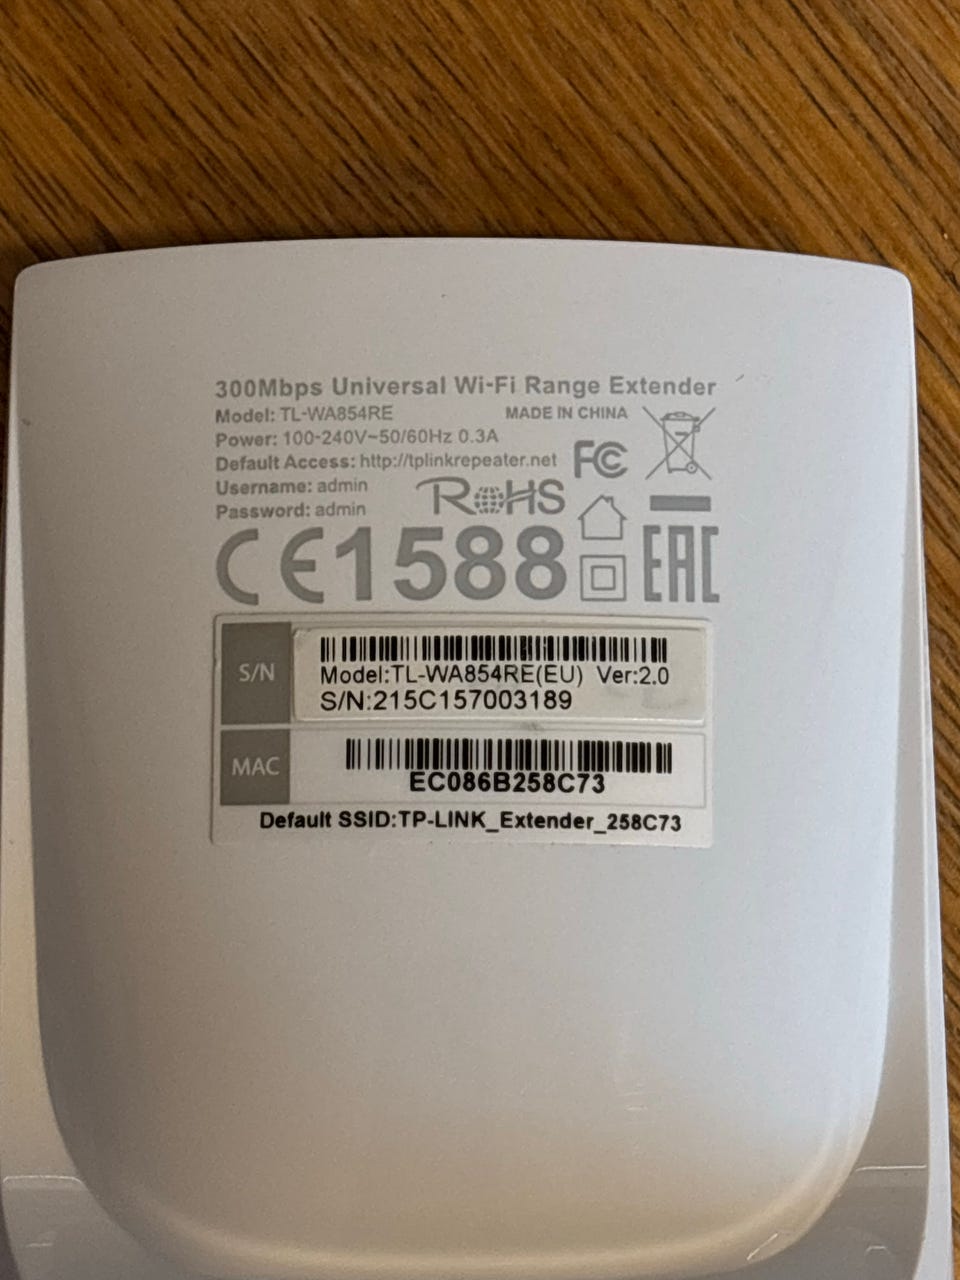 300Mbps Universal Wi-Fi Range Extender
Model: TL-WA854RE MADE IN CHINA
Power: 100-240V~50/60Hz 0.3A
Default Access: http://tplinkrepeater.net FC
Username: admin
Password: admin RoHS
CE1588 EAC
S/N
Model:TL-WA854RE(EU) Ver:2.0
S/N:215C157003189
MAC
EC086B258C73
Default SSID:TP-LINK_Extender_258C73